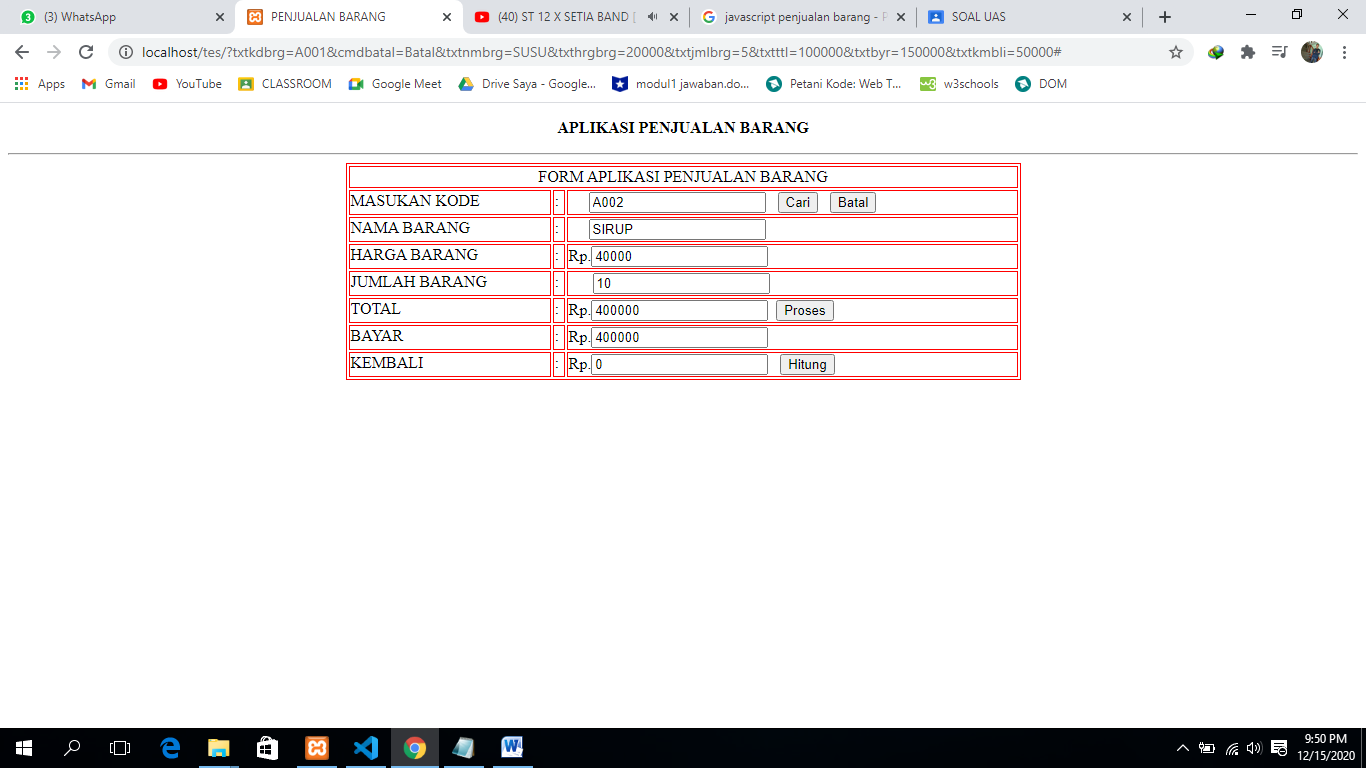 (3) WhatsApp
PENJUALAN BARANG
(40) ST 12 X SETIA BAND [
javascript penjualan barang - P
SOAL UAS
localhost/tes/?txtkdbrg=A001&cmdbatal=Batal&txtnmbrg=SUSU&txthrgbrg=20000&txtjmlbrg=5&txtttl=100000&txtbyr=150000&txtkmbli=50000#
Apps
Gmail
YouTube
CLASSROOM
Google Meet
Drive Saya - Google...
modul1 jawaban.do...
Petani Kode: Web T...
w3schools
DOM
APLIKASI PENJUALAN BARANG
FORM APLIKASI PENJUALAN BARANG
MASUKAN KODE : A002 Cari Batal
NAMA BARANG : SIRUP
HARGA BARANG : Rp. 40000
JUMLAH BARANG : 10
TOTAL : Rp. 400000 Proses
BAYAR : Rp. 400000
KEMBALI : Rp. 0 Hitung
9:50 PM
12/15/2020